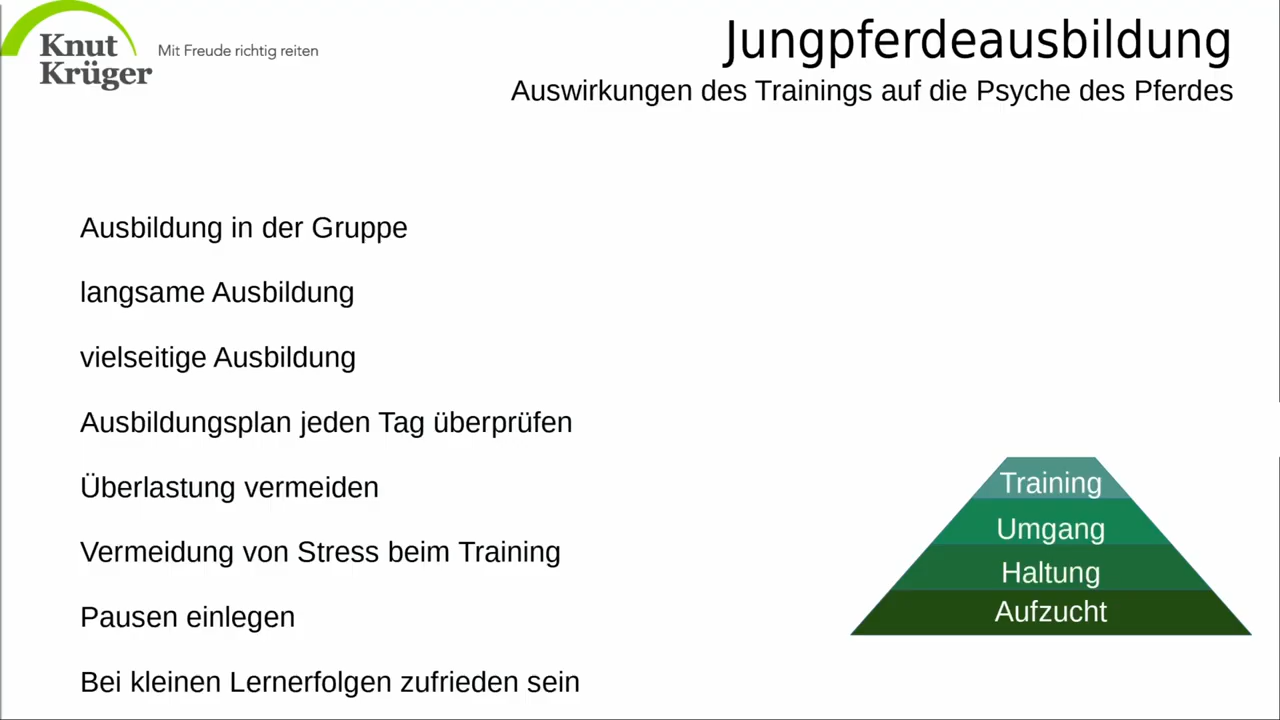 Knut
Krüger
Mit Freude richtig reiten
Jungpferdeausbildung
Auswirkungen des Trainings auf die Psyche des Pferdes
Ausbildung in der Gruppe
langsame Ausbildung
vielseitige Ausbildung
Ausbildungsplan jeden Tag überprüfen
Überlastung vermeiden
Vermeidung von Stress beim Training
Pausen einlegen
Bei kleinen Lernerfolgen zufrieden sein
Training
Umgang
Haltung
Aufzucht